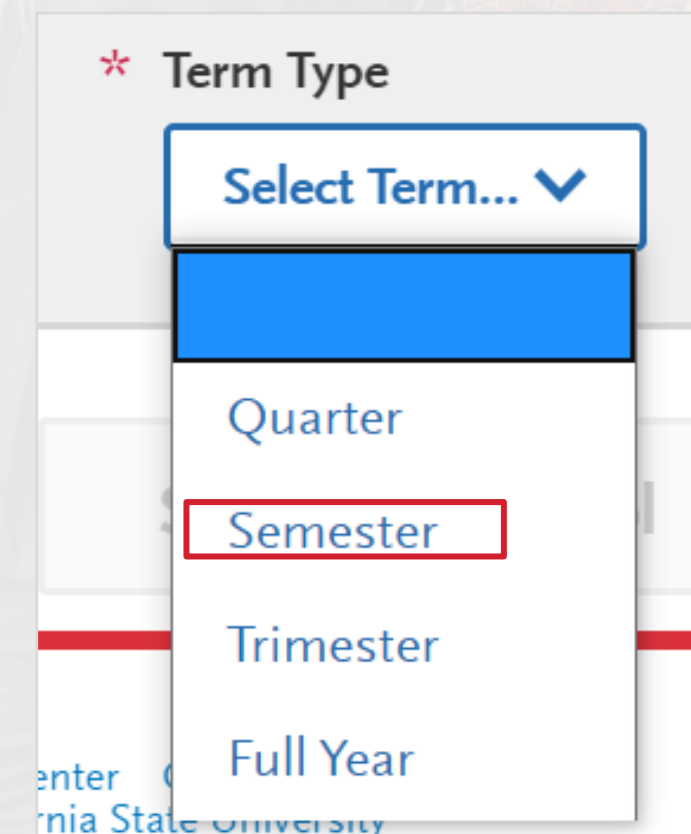 * Term Type
Select Term...
Quarter
Semester
Trimester
Full Year
enter
rnia State University